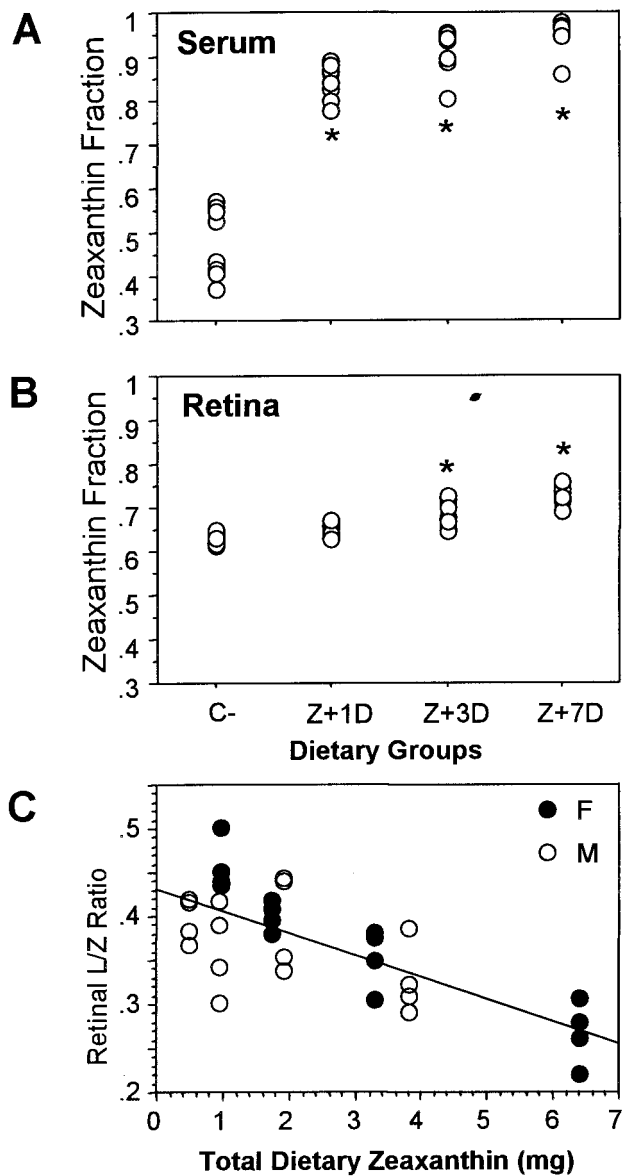 A
Serum
Zeaxanthin Fraction
1
.9
.8
.7
.6
.5
.4
.3
*
*
*
B
Retina
Zeaxanthin Fraction
1
.9
.8
.7
.6
.5
.4
.3
*
*
C-
Z+1D
Z+3D
Z+7D
Dietary Groups
C
F
M
Retinal L/Z Ratio
.5
.4
.3
.2
0
1
2
3
4
5
6
7
Total Dietary Zeaxanthin (mg)